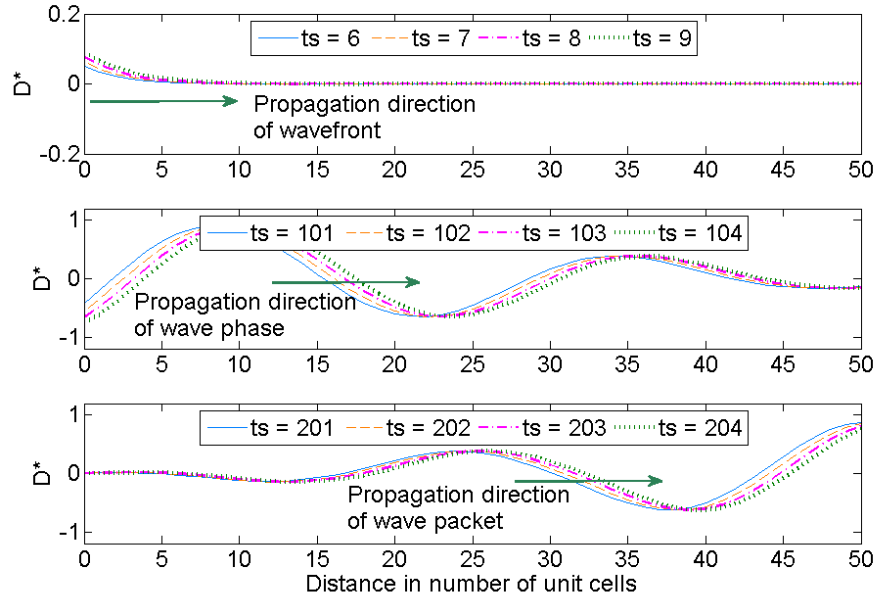 0.2
ts = 6 ts = 7 ts = 8 ts = 9
D*
0
Propagation direction
of wavefront
-0.2
0 5 10 15 20 25 30 35 40 45 50
1
ts = 101 ts = 102 ts = 103 ts = 104
D*
0
Propagation direction
of wave phase
-1
0 5 10 15 20 25 30 35 40 45 50
1
ts = 201 ts = 202 ts = 203 ts = 204
D*
0
Propagation direction
of wave packet
-1
0 5 10 15 20 25 30 35 40 45 50
Distance in number of unit cells